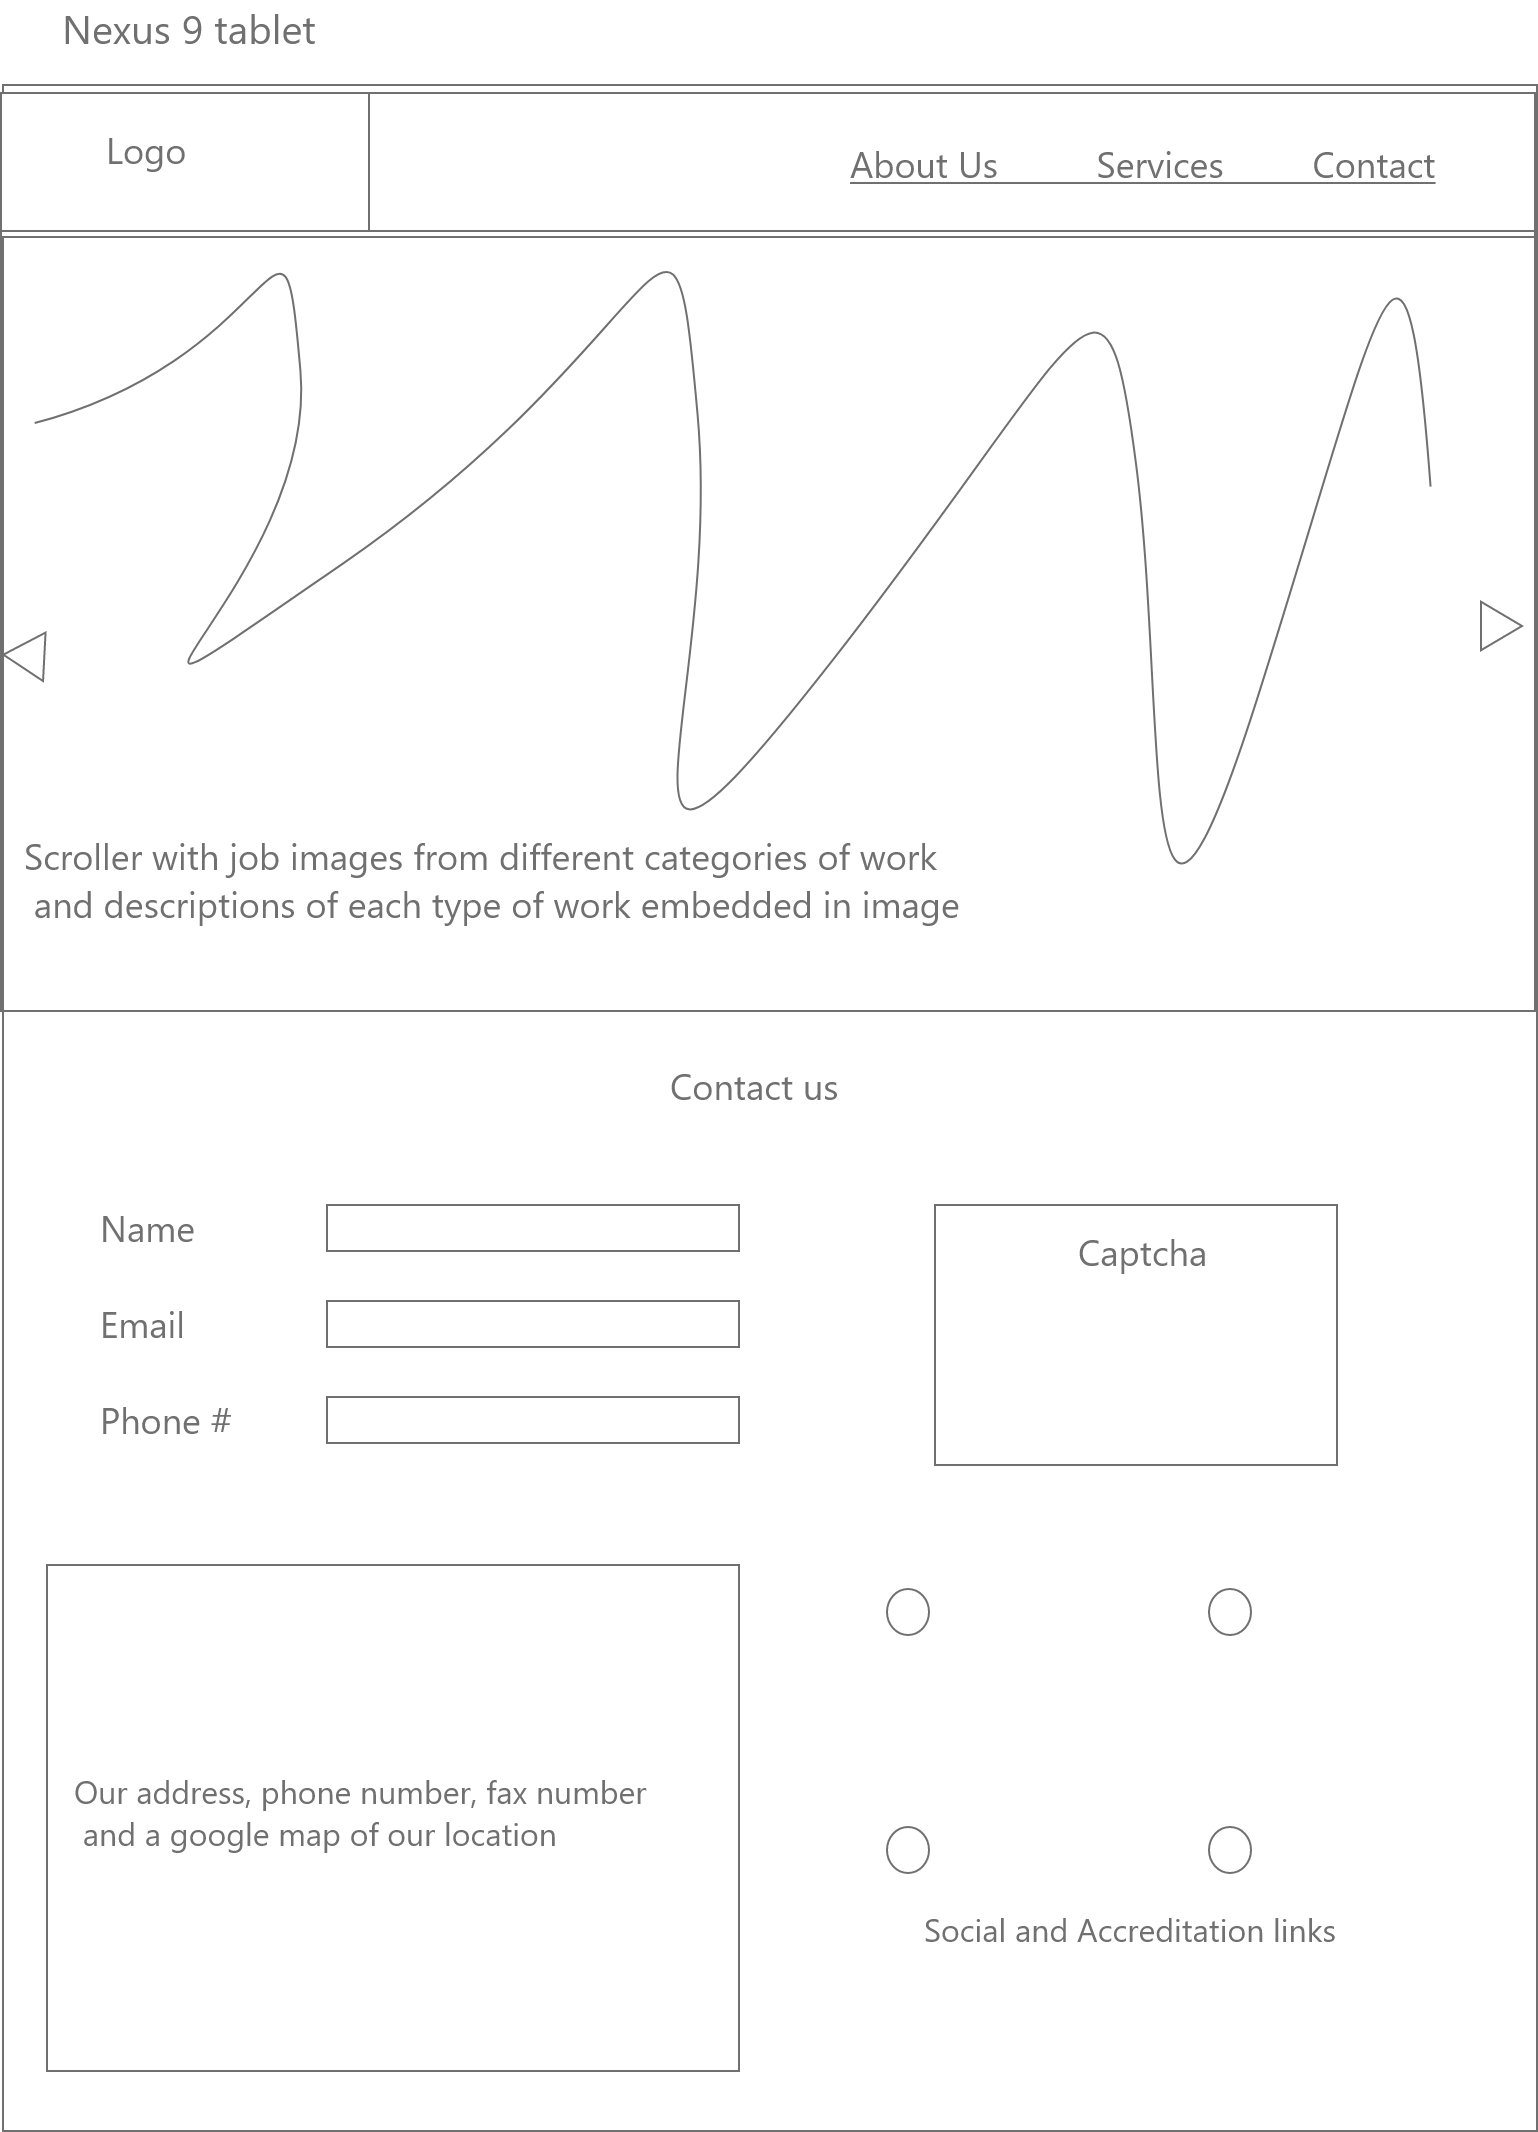 Nexus 9 tablet
Logo
About Us Services Contact
Scroller with job images from different categories of work
and descriptions of each type of work embedded in image
Contact us
Name
Captcha
Email
Phone #
Our address, phone number, fax number
and a google map of our location
Social and Accreditation links